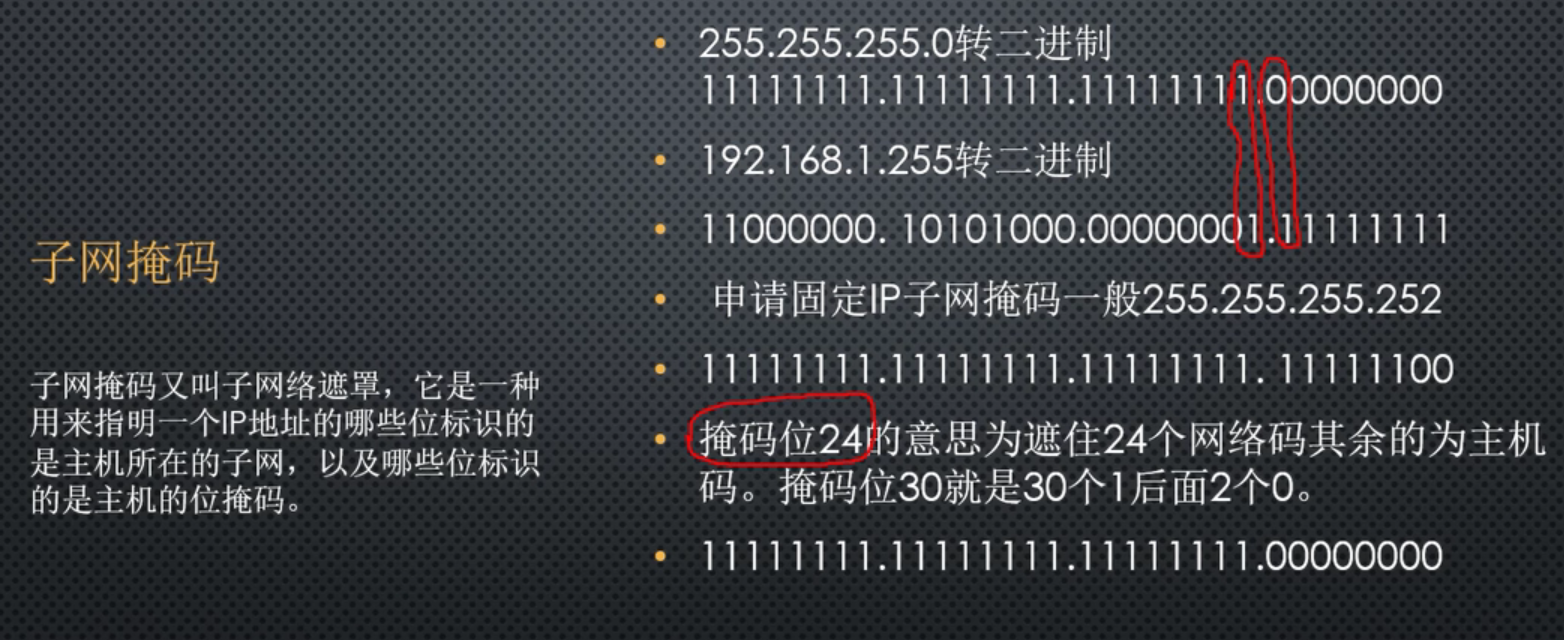 子网掩码
子网掩码又叫子网络遮罩，它是一种
用来指明一个IP地址的哪些位标识的
是主机所在的子网，以及哪些位标识
的是主机的位掩码。
• 255.255.255.0转二进制
11111111.11111111.11111111.00000000
• 192.168.1.255转二进制
• 11000000. 10101000.00000001.11111111
• 申请固定IP子网掩码一般255.255.255.252
• 11111111.11111111.11111111. 11111100
• 掩码位24的意思为遮住24个网络码其余的为主机
码。掩码位30就是30个1后面2个0。
• 11111111.11111111.11111111.00000000